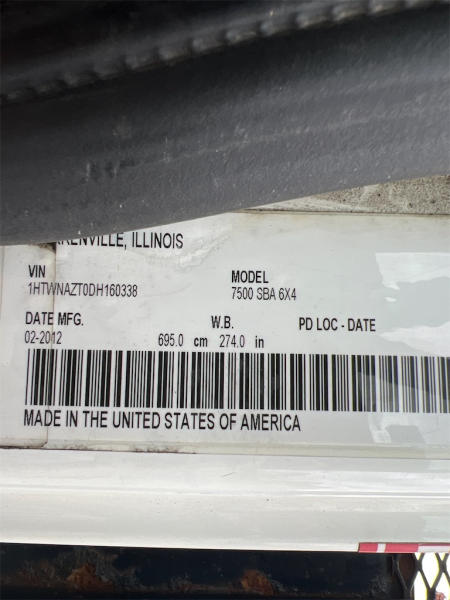 ILLINOIS
VIN MODEL
1HTWNAZT0DH160338 7500 SBA 6X4
DATE MFG. W.B. PD LOC - DATE
02-2012 695.0 cm 274.0 in
MADE IN THE UNITED STATES OF AMERICA